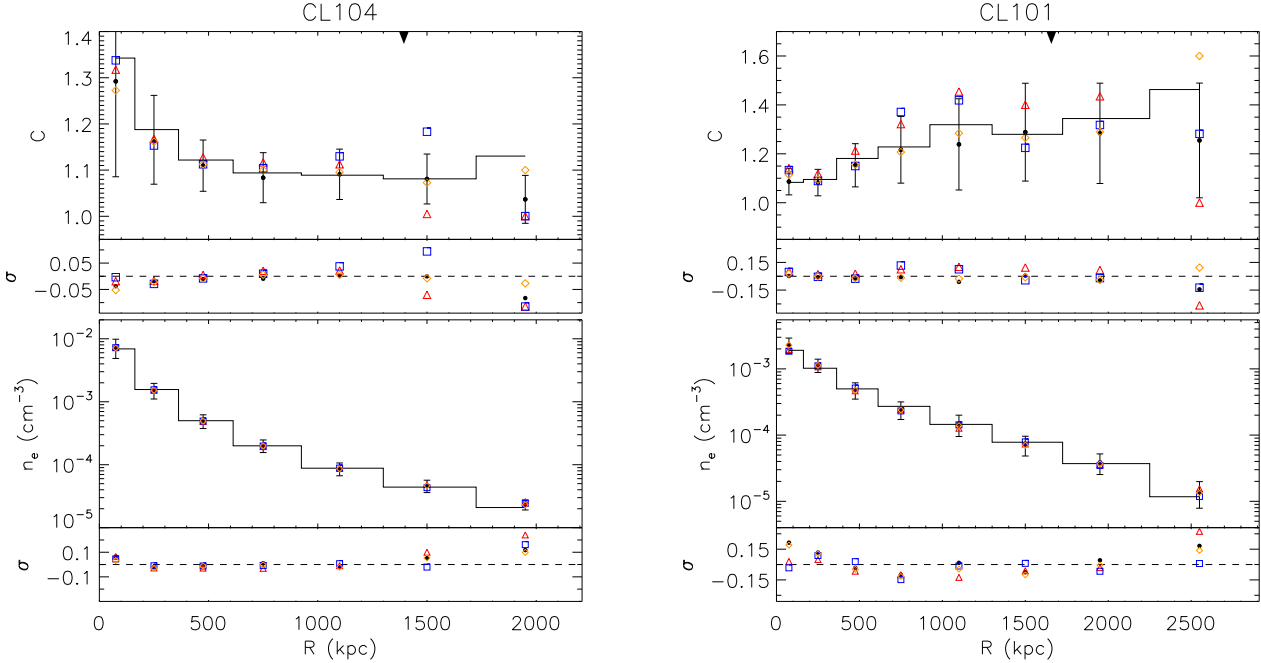 CL104
CL101
1.4
1.3
1.2
1.1
1.0
C
1.6
1.4
1.2
1.0
C
0.05
−0.05
σ
0.15
−0.15
σ
10⁻²
10⁻³
10⁻⁴
10⁻⁵
nₑ (cm⁻³)
10⁻³
10⁻⁴
10⁻⁵
nₑ (cm⁻³)
0.1
−0.1
σ
0.15
−0.15
σ
0 500 1000 1500 2000
R (kpc)
0 500 1000 1500 2000 2500
R (kpc)